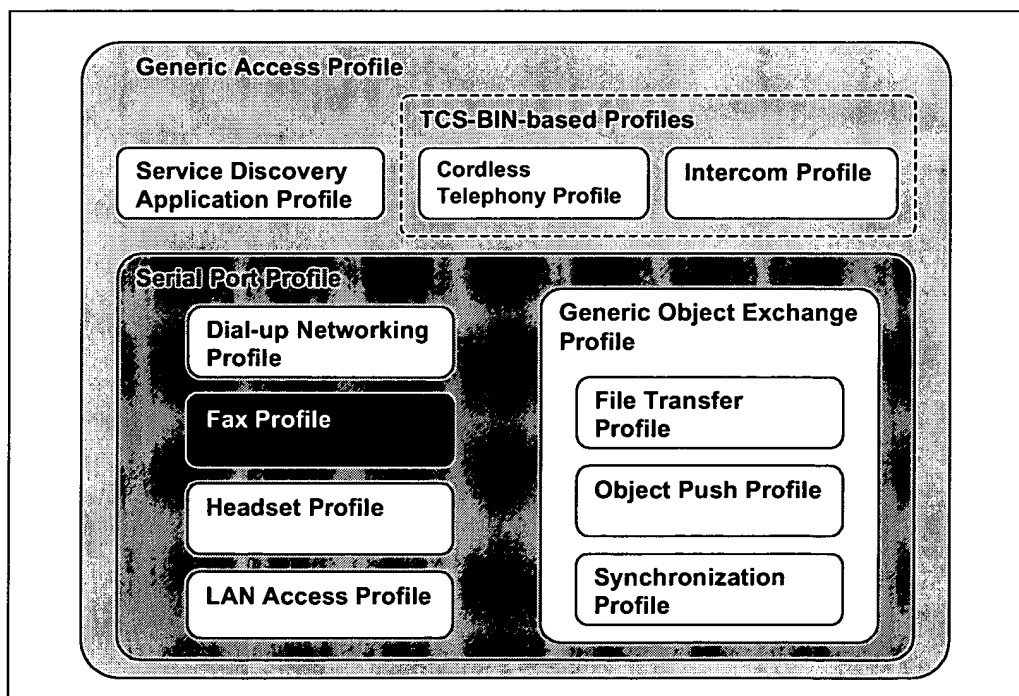 Generic Access Profile
TCS-BIN-based Profiles
Service Discovery
Application Profile
Cordless
Telephony Profile
Intercom Profile
Serial Port Profile
Dial-up Networking
Profile
Fax Profile
Headset Profile
LAN Access Profile
Generic Object Exchange
Profile
File Transfer
Profile
Object Push Profile
Synchronization
Profile